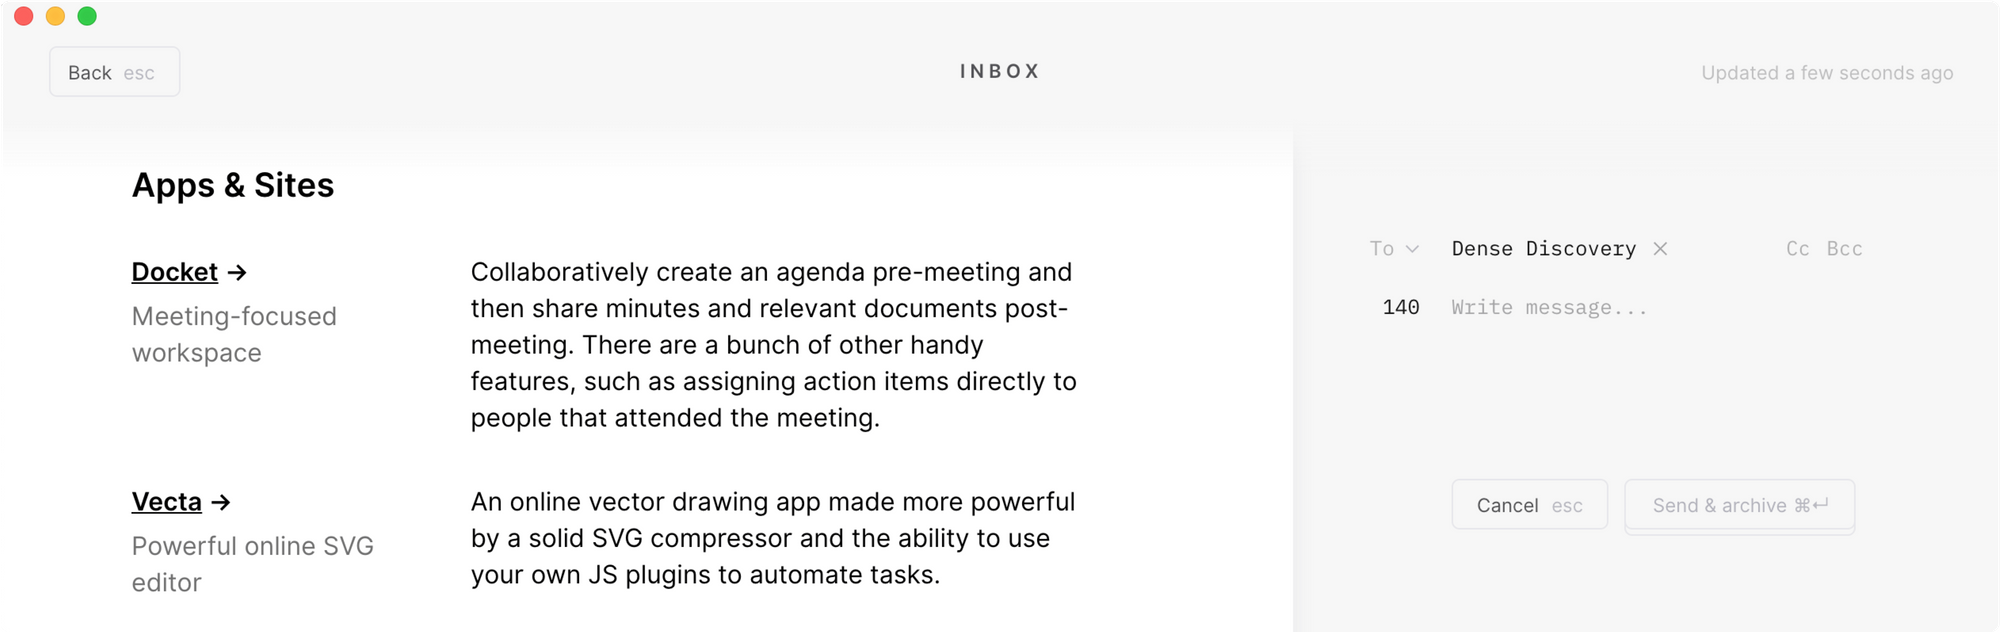 Back esc
INBOX
Updated a few seconds ago
Apps & Sites
Docket →
Meeting-focused
workspace
Collaboratively create an agenda pre-meeting and
then share minutes and relevant documents post-
meeting. There are a bunch of other handy
features, such as assigning action items directly to
people that attended the meeting.
Vecta →
Powerful online SVG
editor
An online vector drawing app made more powerful
by a solid SVG compressor and the ability to use
your own JS plugins to automate tasks.
To Dense Discovery × Cc Bcc
140 Write message...
Cancel esc Send & archive ⌘↵